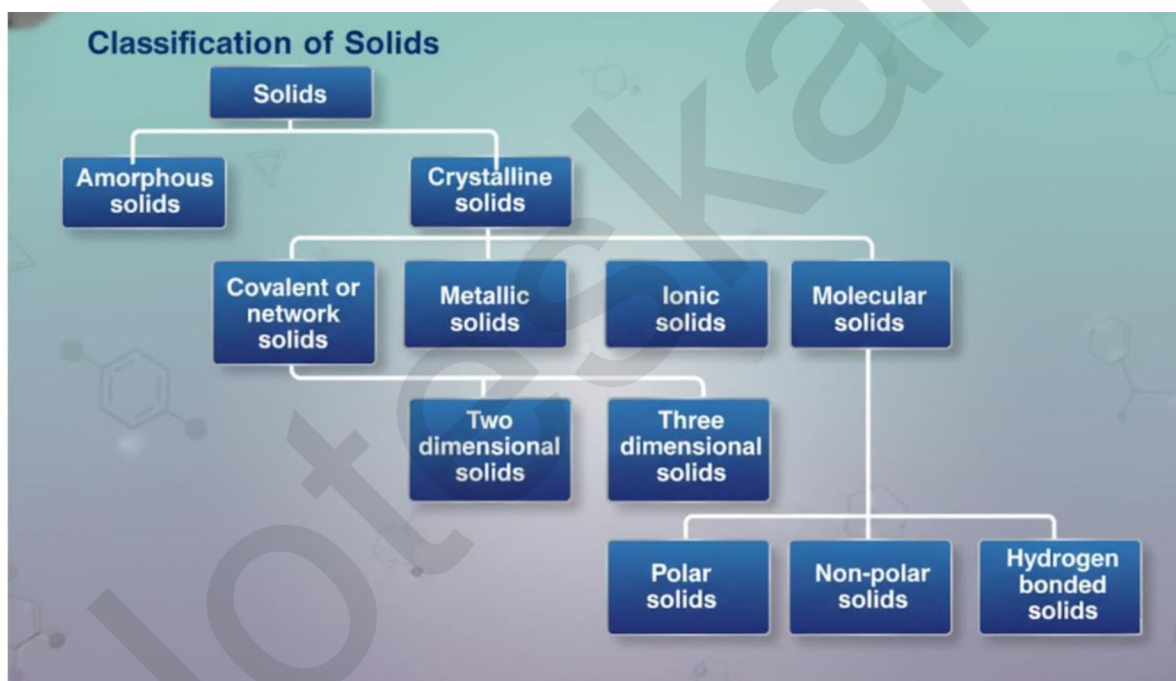 Classification of Solids
Solids
Amorphous
solids
Crystalline
solids
Covalent or
network
solids
Metallic
solids
Ionic
solids
Molecular
solids
Two
dimensional
solids
Three
dimensional
solids
Polar
solids
Non-polar
solids
Hydrogen
bonded
solids